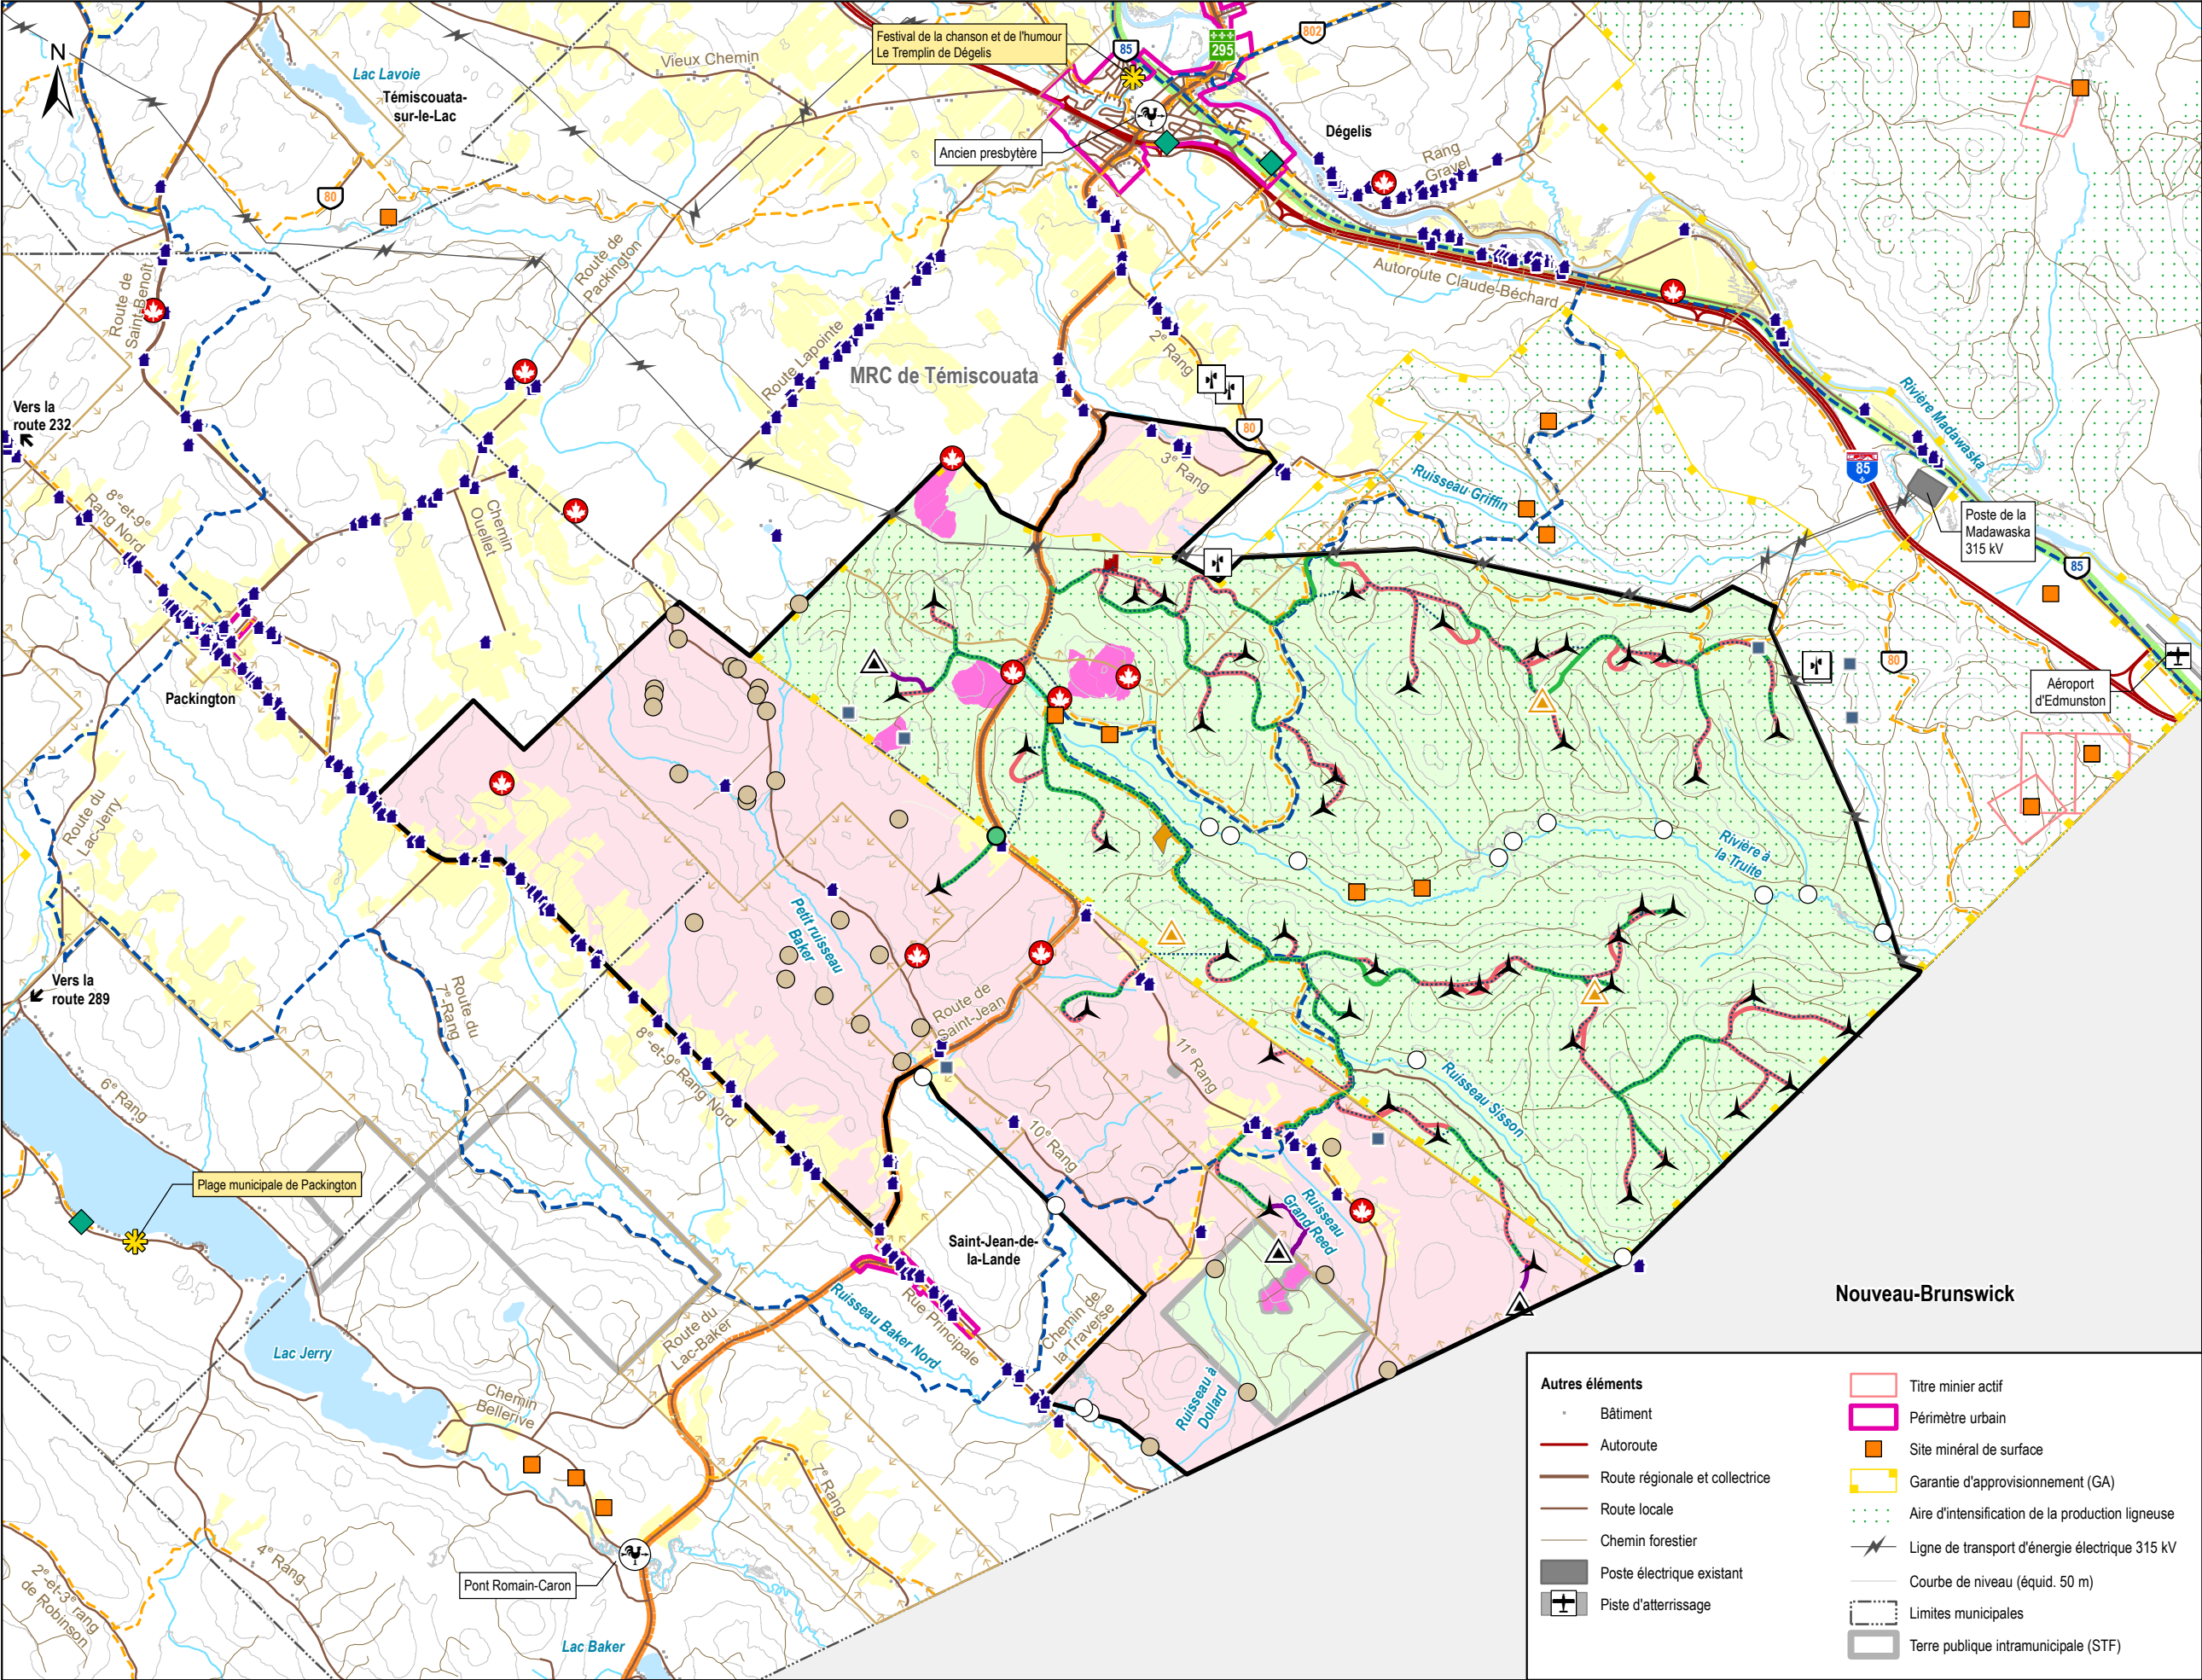 N
Lac Lavoie
Témiscouata-
sur-le-Lac
Vieux Chemin
Festival de la chanson et de l'humour
Le Tremplin de Dégelis
85
295
802
Ancien presbytère
Dégelis
Rang
Gravel
80
Route de
Saint-Benoit
Route de
Packington
Autoroute Claude-Béchard
Route Lapointe
2e Rang
MRC de Témiscouata
Rivière Madawaska
Vers la
route 232
8e-et-9e
Rang Nord
Chemin
Ouellet
80
3e Rang
Ruisseau Griffin
85
Poste de la
Madawaska
315 kV
85
Packington
80
Aéroport
d'Edmunston
Route du
Lac-Jerry
Rivière à
la Truite
Petit ruisseau
Baker
Vers la
route 289
Route du
7e-Rang
Route de
Saint-Jean
8e-et-9e Rang Nord
11e Rang
10e Rang
Ruisseau Sisson
6e Rang
Plage municipale de Packington
Ruisseau
Grand Reed
Saint-Jean-de-
la-Lande
Nouveau-Brunswick
Rue Principale
Ruisseau Baker Nord
Route du
Lac-Baker
Chemin de
la Traverse
Lac Jerry
Ruisseau à
Dollard
Chemin
Bellerive
7e Rang
4e Rang
2e-et-3e rang
de Robinson
Pont Romain-Caron
Lac Baker
Autres éléments
Bâtiment
Autoroute
Route régionale et collectrice
Route locale
Chemin forestier
Poste électrique existant
Piste d'atterrissage
Titre minier actif
Périmètre urbain
Site minéral de surface
Garantie d'approvisionnement (GA)
Aire d'intensification de la production ligneuse
Ligne de transport d'énergie électrique 315 kV
Courbe de niveau (équid. 50 m)
Limites municipales
Terre publique intramunicipale (STF)